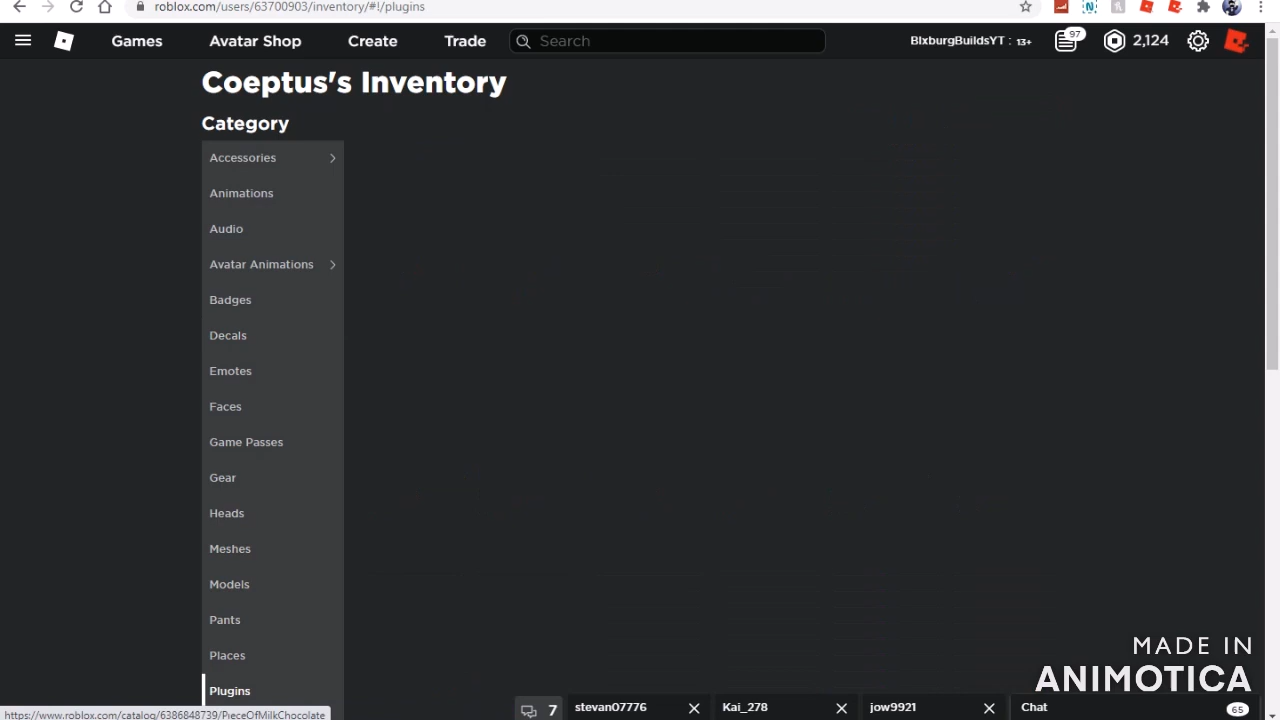 roblox.com/users/63700903/inventory/#!/plugins
Games
Avatar Shop
Create
Trade
Search
BlxburgBuildsYT : 13+
97
2,124
Coeptus's Inventory
Category
Accessories
Animations
Audio
Avatar Animations
Badges
Decals
Emotes
Faces
Game Passes
Gear
Heads
Meshes
Models
Pants
Places
Plugins
https://www.roblox.com/catalog/6386848739/PieceOfMilkChocolate
7
stevan07776
Kai_278
jow9921
Chat
65
MADE IN
ANIMOTICA